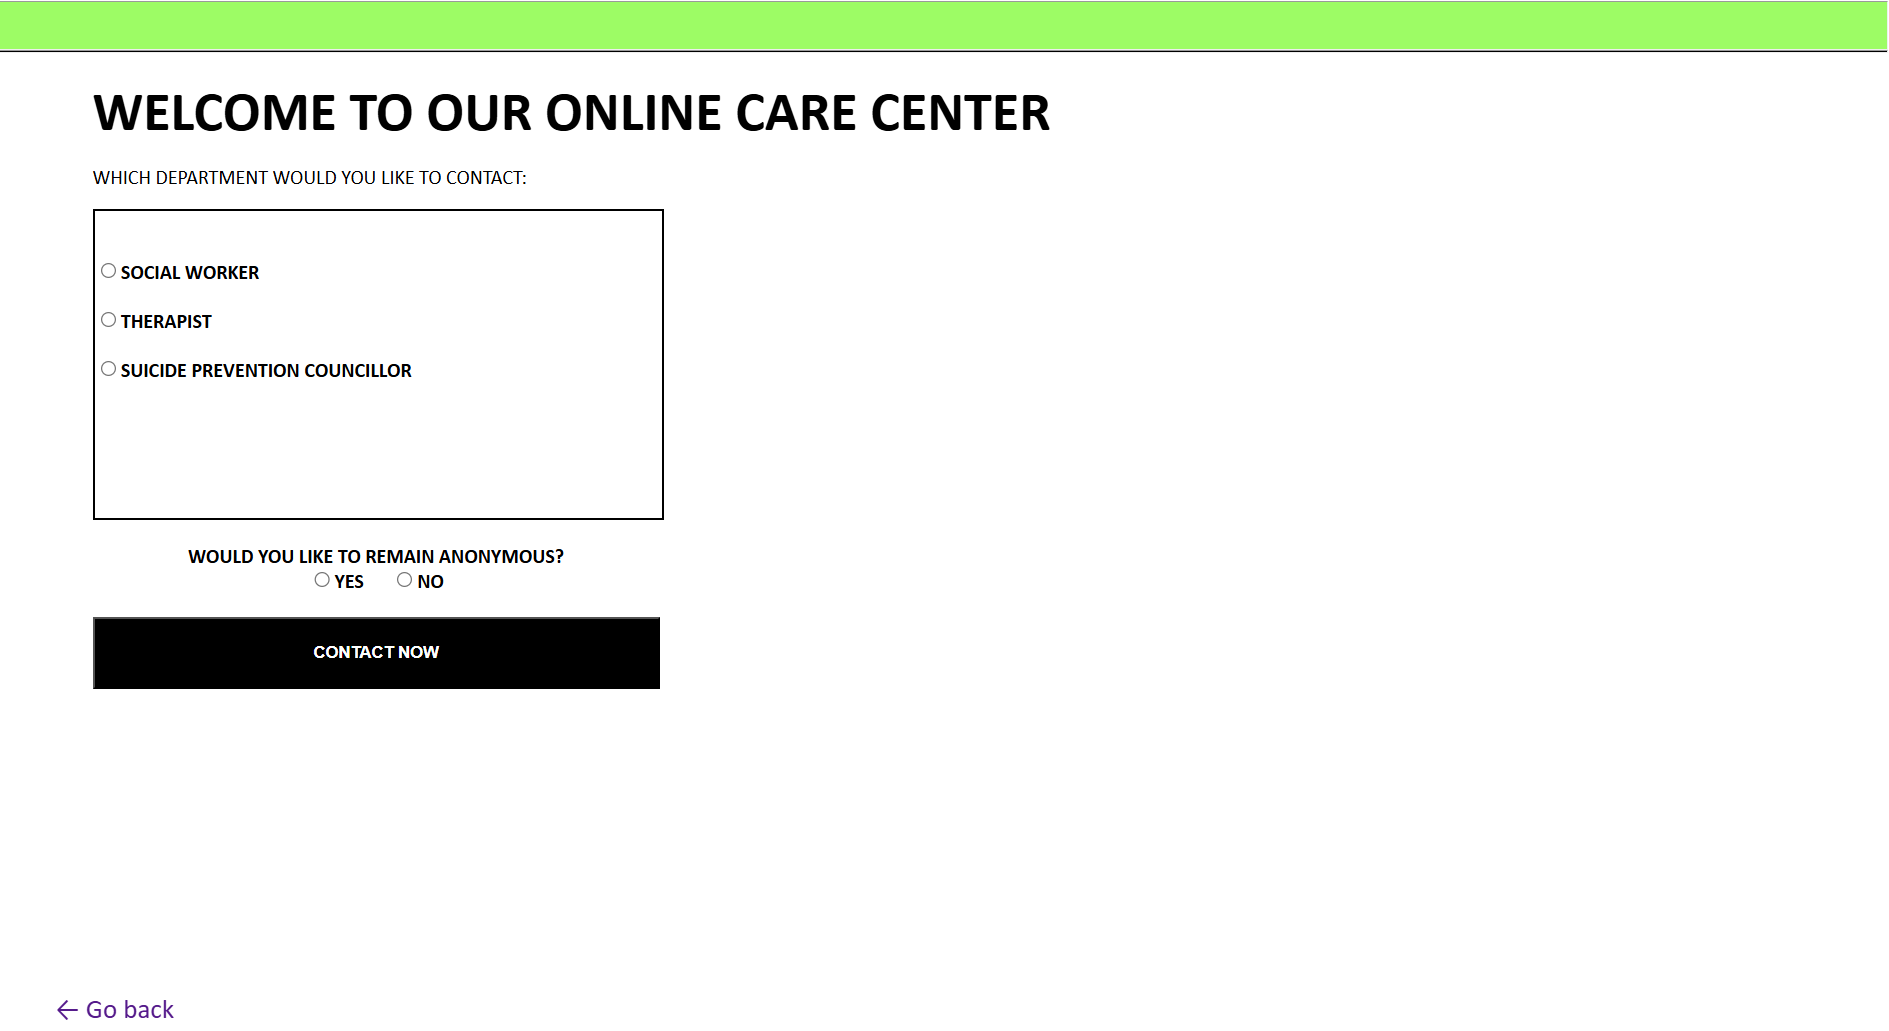 WELCOME TO OUR ONLINE CARE CENTER
WHICH DEPARTMENT WOULD YOU LIKE TO CONTACT:
SOCIAL WORKER
THERAPIST
SUICIDE PREVENTION COUNCILLOR
WOULD YOU LIKE TO REMAIN ANONYMOUS?
YES NO
CONTACT NOW
← Go back